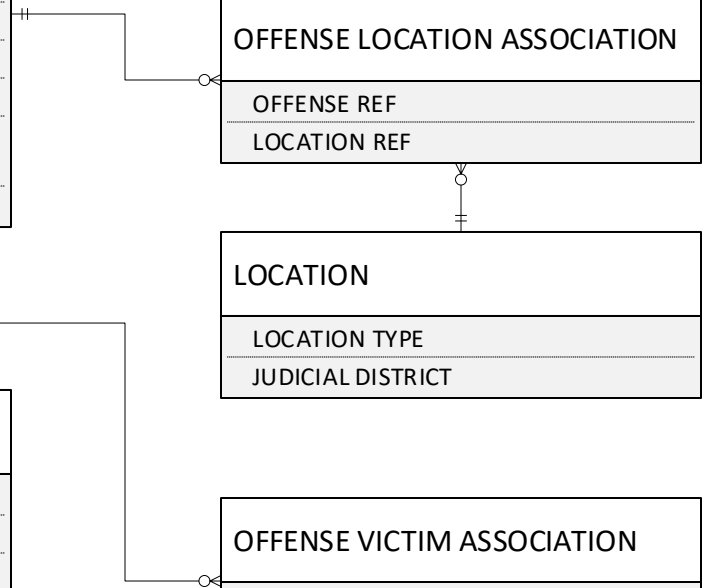 OFFENSE LOCATION ASSOCIATION
OFFENSE REF
LOCATION REF
LOCATION
LOCATION TYPE
JUDICIAL DISTRICT
OFFENSE VICTIM ASSOCIATION